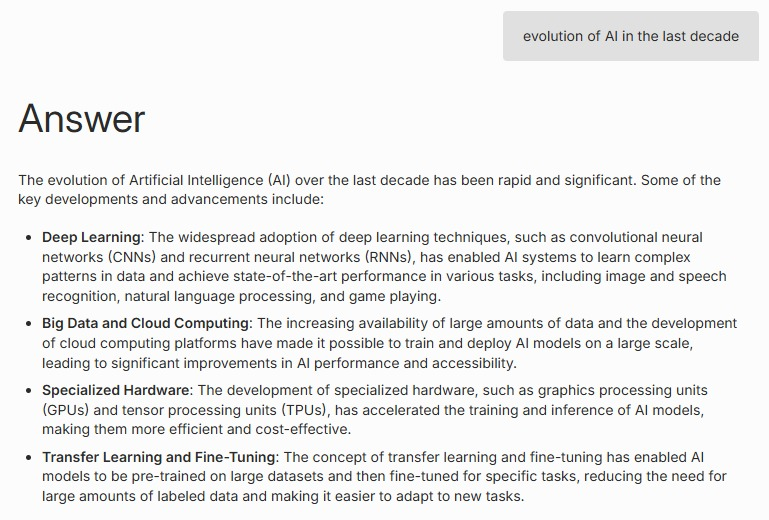 evolution of AI in the last decade
Answer
The evolution of Artificial Intelligence (AI) over the last decade has been rapid and significant. Some of the
key developments and advancements include:
• Deep Learning: The widespread adoption of deep learning techniques, such as convolutional neural
networks (CNNs) and recurrent neural networks (RNNs), has enabled AI systems to learn complex
patterns in data and achieve state-of-the-art performance in various tasks, including image and speech
recognition, natural language processing, and game playing.
• Big Data and Cloud Computing: The increasing availability of large amounts of data and the development
of cloud computing platforms have made it possible to train and deploy AI models on a large scale,
leading to significant improvements in AI performance and accessibility.
• Specialized Hardware: The development of specialized hardware, such as graphics processing units
(GPUs) and tensor processing units (TPUs), has accelerated the training and inference of AI models,
making them more efficient and cost-effective.
• Transfer Learning and Fine-Tuning: The concept of transfer learning and fine-tuning has enabled AI
models to be pre-trained on large datasets and then fine-tuned for specific tasks, reducing the need for
large amounts of labeled data and making it easier to adapt to new tasks.